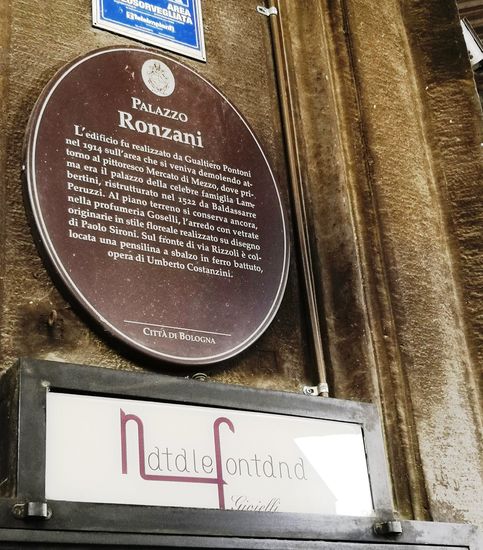 AREA
VIDEOSORVEGLIATA
PALAZZO
Ronzani
L'edificio fu realizzato da Gualtiero Pontoni
nel 1914 sull'area che si veniva demolendo at-
torno al pittoresco Mercato di Mezzo, dove pri-
ma era il palazzo della celebre famiglia Lam-
bertini, ristrutturato nel 1522 da Baldassarre
Peruzzi. Al piano terreno si conserva ancora,
nella profumeria Goselli, l'arredo con vetrate
originarie in stile floreale realizzato su disegno
di Paolo Sironi. Sul fronte di via Rizzoli è col-
locata una pensilina a sbalzo in ferro battuto,
opera di Umberto Costanzini.
CITTÀ DI BOLOGNA
natale fontana
Gioielli